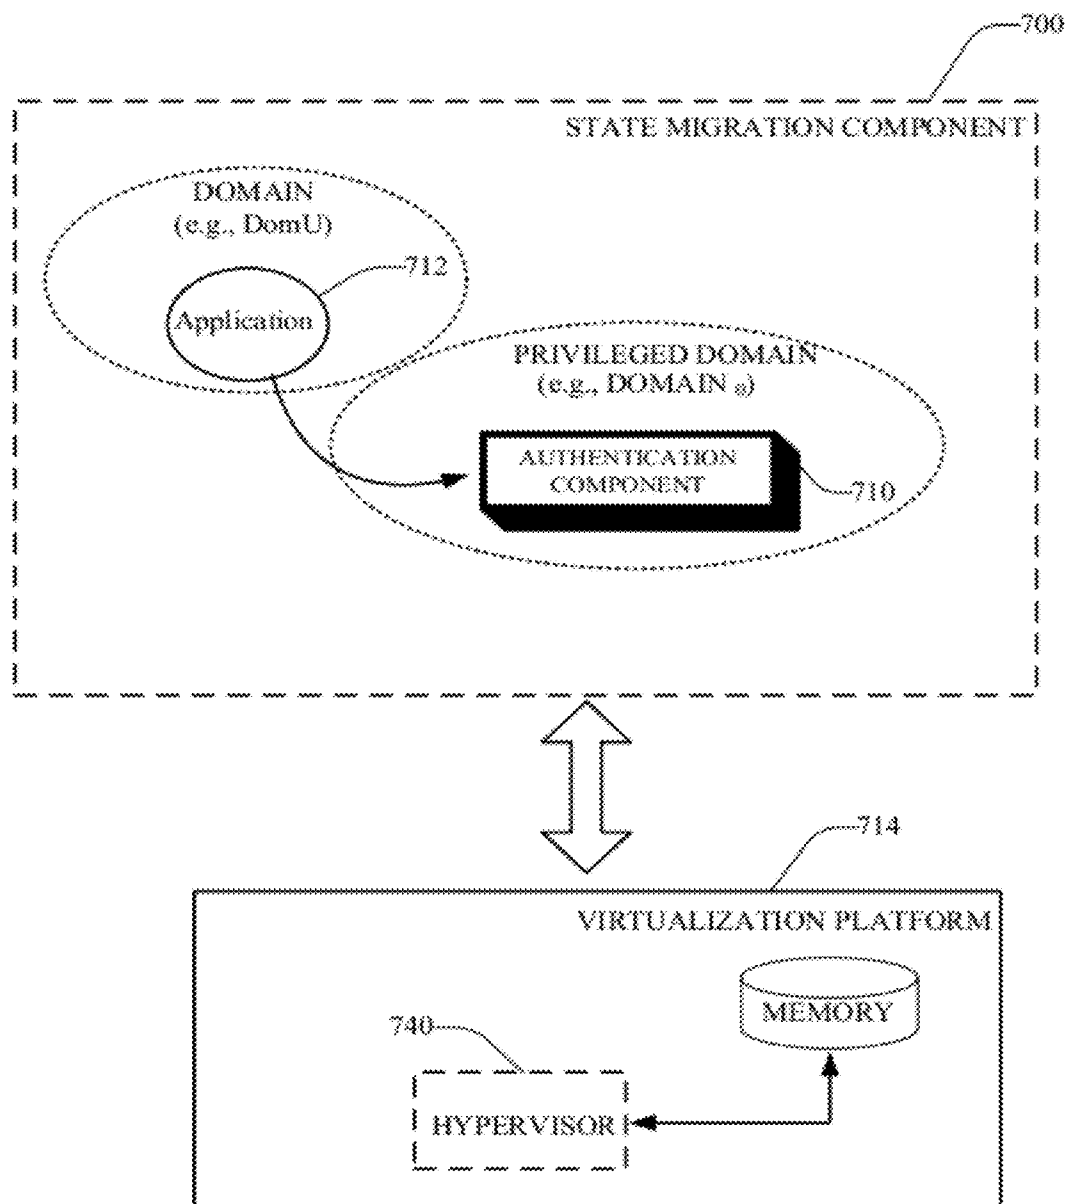 700
STATE MIGRATION COMPONENT
DOMAIN
(e.g., DomU)
712
Application
PRIVILEGED DOMAIN
(e.g., DOMAIN 0)
AUTHENTICATION
COMPONENT
710
714
VIRTUALIZATION PLATFORM
MEMORY
740
HYPERVISOR